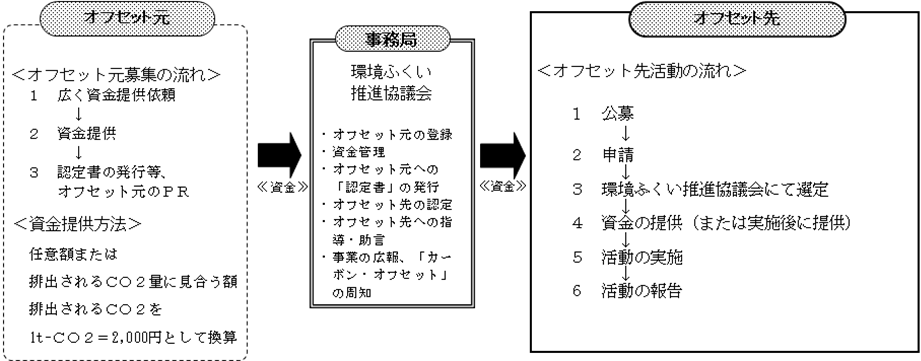 オフセット元
＜オフセット元募集の流れ＞
1 広く資金提供依頼
↓
2 資金提供
↓
3 認定書の発行等、
オフセット元のＰＲ
＜資金提供方法＞
任意額または
排出されるＣＯ２量に見合う額
排出されるＣＯ２を
1t-ＣＯ２＝2,000円として換算
≪資金≫
事務局
環境ふくい
推進協議会
・オフセット元の登録
・資金管理
・オフセット元への
「認定書」の発行
・オフセット先の認定
・オフセット先への指
導・助言
・事業の広報、「カー
ボン・オフセット」
の周知
≪資金≫
オフセット先
＜オフセット先活動の流れ＞
1 公募
↓
2 申請
↓
3 環境ふくい推進協議会にて選定
↓
4 資金の提供（または実施後に提供）
↓
5 活動の実施
↓
6 活動の報告